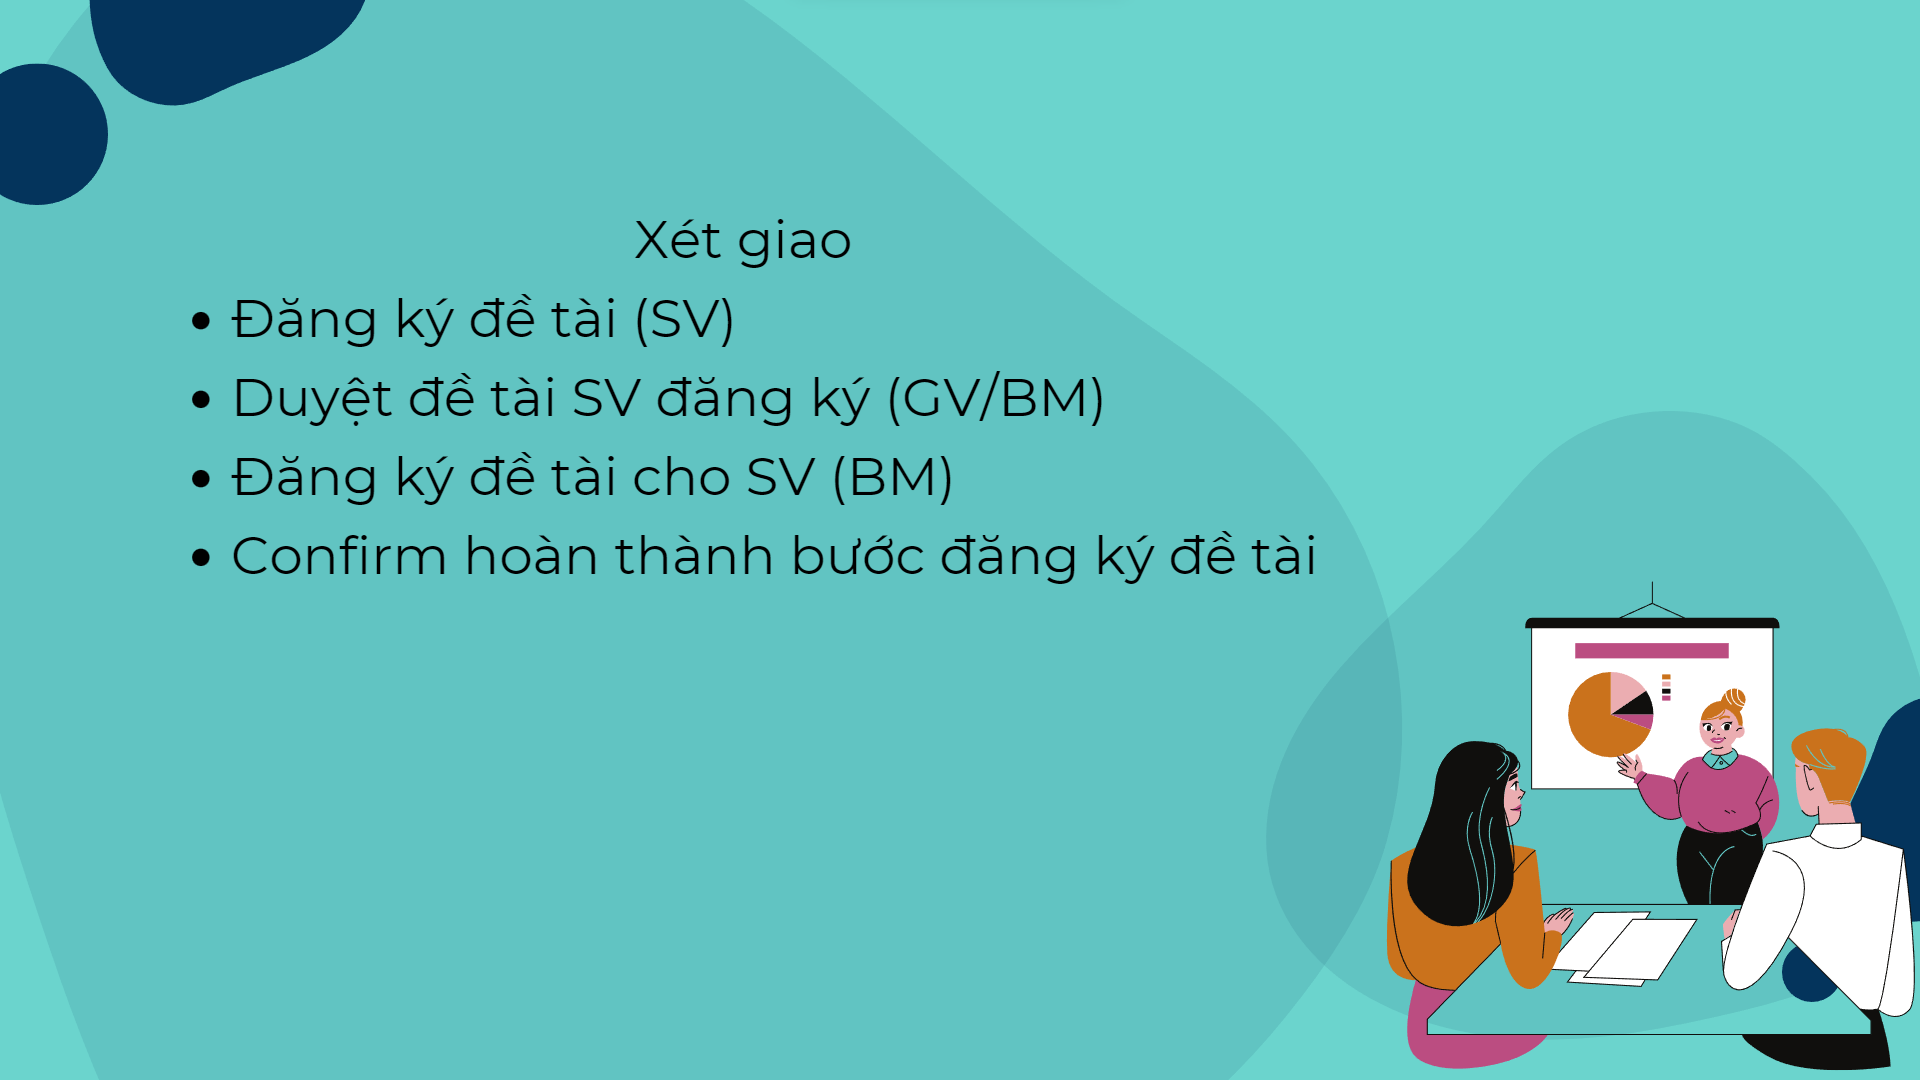 Xét giao
• Đăng ký đề tài (SV)
• Duyệt đề tài SV đăng ký (GV/BM)
• Đăng ký đề tài cho SV (BM)
• Confirm hoàn thành bước đăng ký đề tài